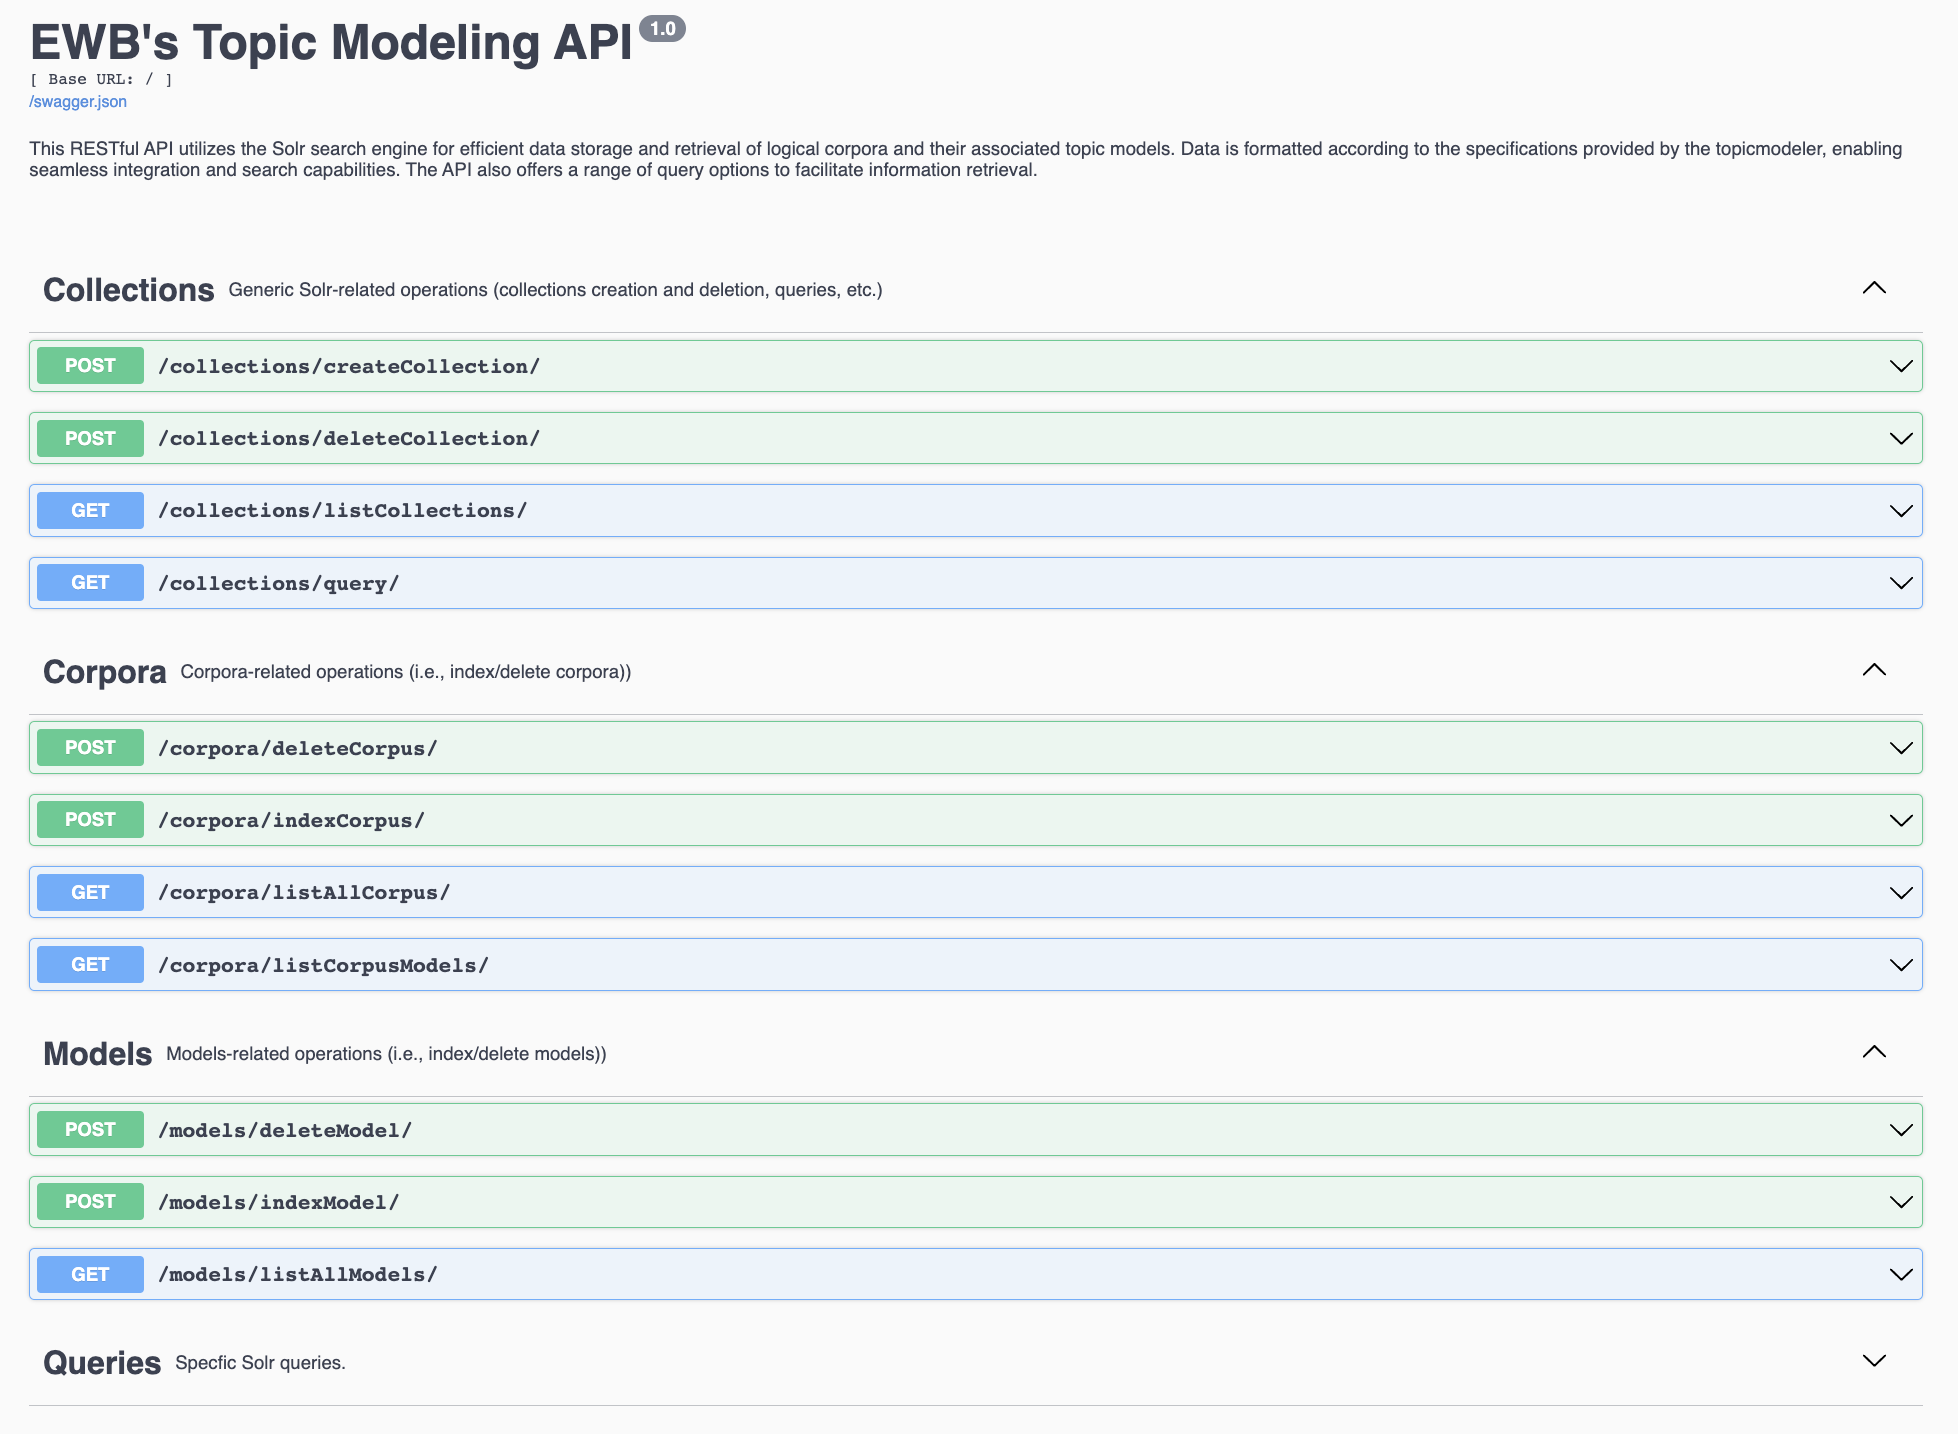 EWB's Topic Modeling API 1.0
[ Base URL: / ]
/swagger.json
This RESTful API utilizes the Solr search engine for efficient data storage and retrieval of logical corpora and their associated topic models. Data is formatted according to the specifications provided by the topicmodeler, enabling
seamless integration and search capabilities. The API also offers a range of query options to facilitate information retrieval.
Collections Generic Solr-related operations (collections creation and deletion, queries, etc.)
POST /collections/createCollection/
POST /collections/deleteCollection/
GET /collections/listCollections/
GET /collections/query/
Corpora Corpora-related operations (i.e., index/delete corpora))
POST /corpora/deleteCorpus/
POST /corpora/indexCorpus/
GET /corpora/listAllCorpus/
GET /corpora/listCorpusModels/
Models Models-related operations (i.e., index/delete models))
POST /models/deleteModel/
POST /models/indexModel/
GET /models/listAllModels/
Queries Specfic Solr queries.